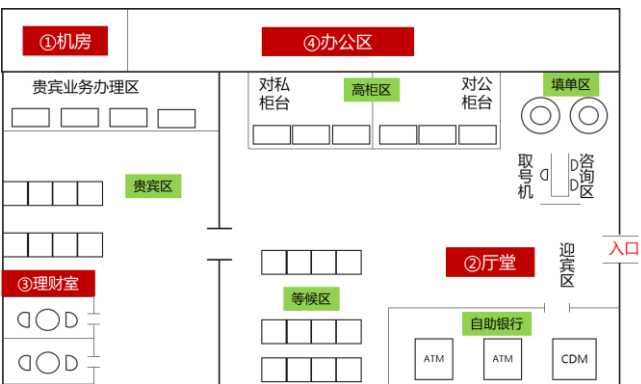 ①机房
④办公区
贵宾业务办理区
对私
柜台
高柜区
对公
柜台
填单区
取号机
咨询区
贵宾区
迎宾区
入口
②厅堂
③理财室
等候区
自助银行
ATM
ATM
CDM